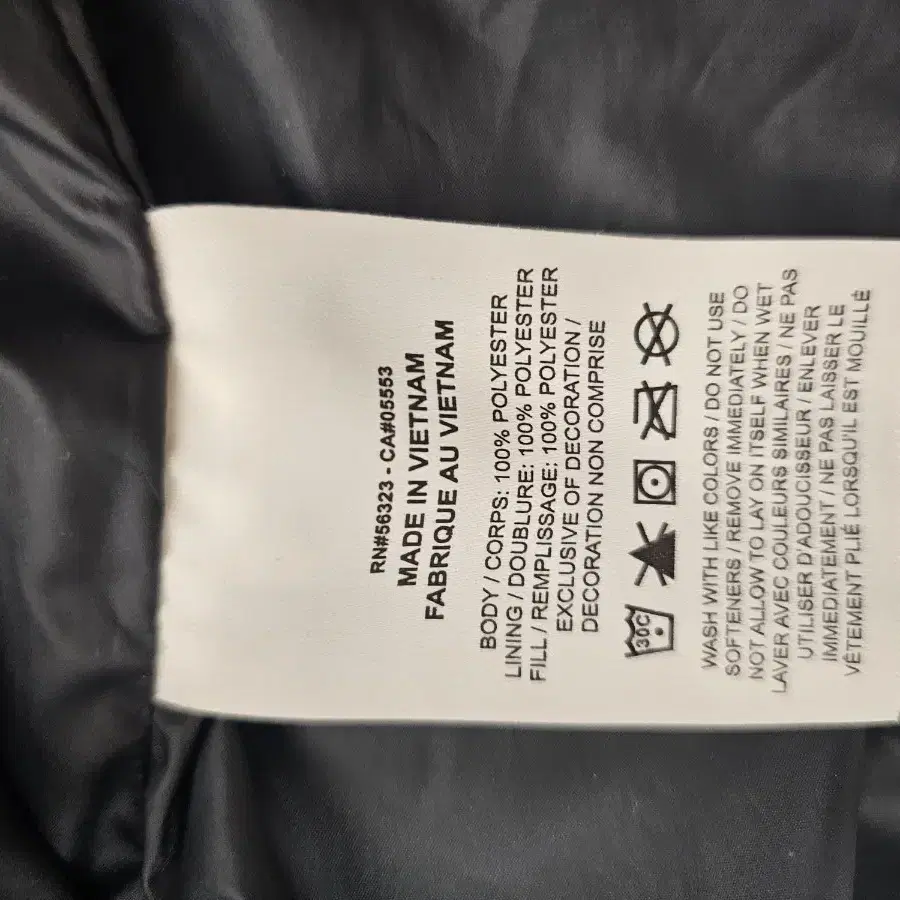 RN#56323 - CA#05553
MADE IN VIETNAM
FABRIQUE AU VIETNAM
BODY / CORPS: 100% POLYESTER
LINING / DOUBLURE: 100% POLYESTER
FILL / REMPLISSAGE: 100% POLYESTER
EXCLUSIVE OF DECORATION /
DECORATION NON COMPRISE
30C
WASH WITH LIKE COLORS / DO NOT USE
SOFTENERS / REMOVE IMMEDIATELY / DO
NOT ALLOW TO LAY ON ITSELF WHEN WET
LAVER AVEC COULEURS SIMILAIRES / NE PAS
UTILISER D'ADOUCISSEUR / ENLEVER
IMMEDIATEMENT / NE PAS LAISSER LE
VÊTEMENT PLIÉ LORSQU'IL EST MOUILLÉ